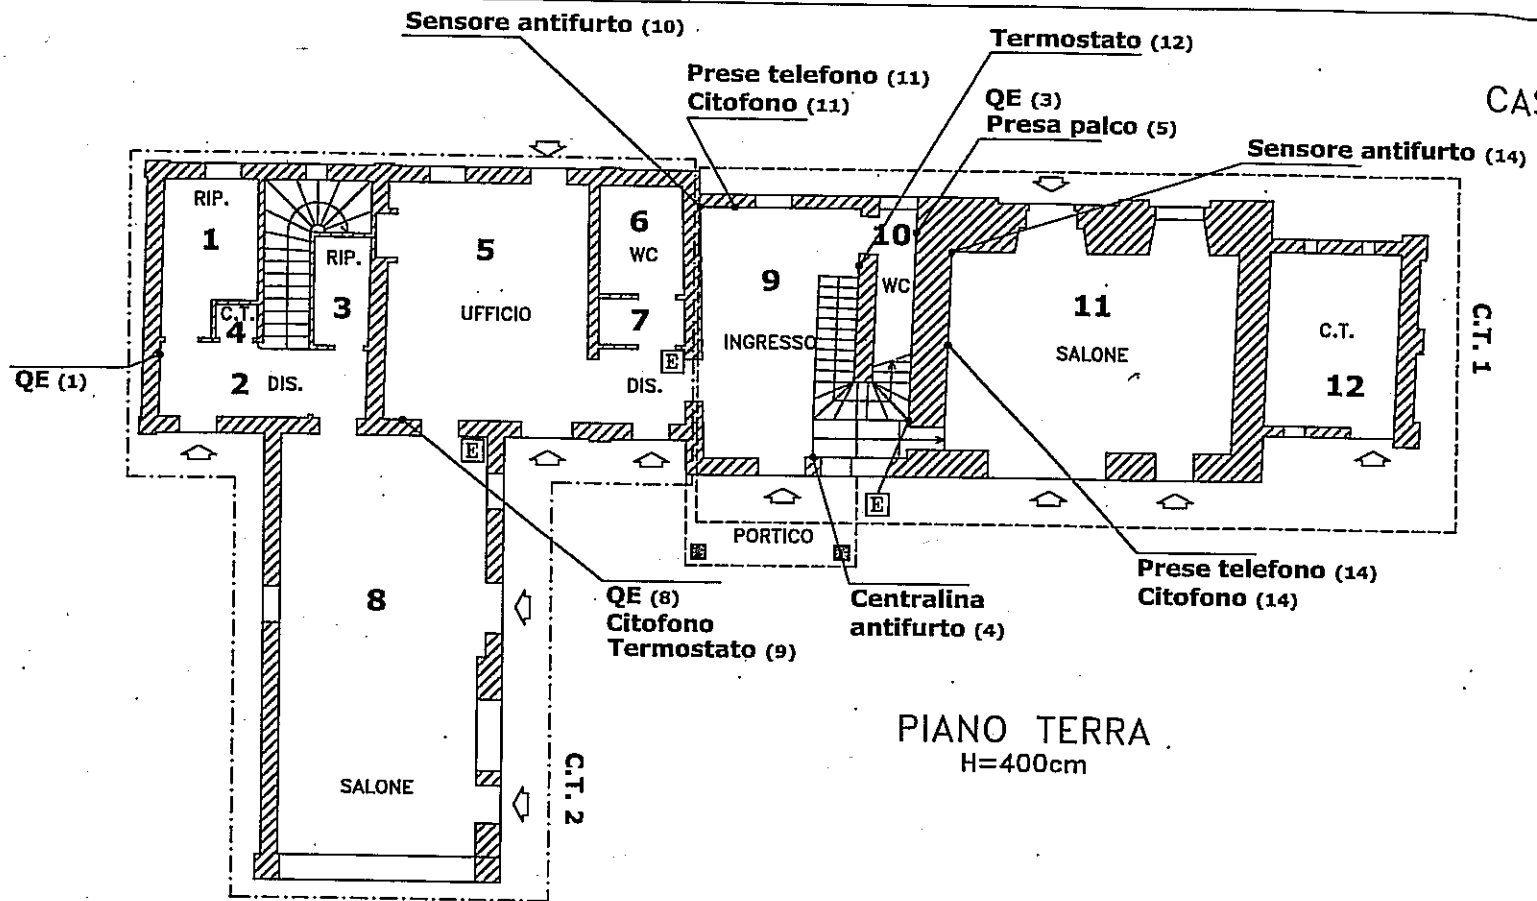 Sensore antifurto (10)
Termostato (12)
Prese telefono (11)
Citofono (11)
QE (3)
Presa palco (5)
CAS
Sensore antifurto (14)
RIP.
1
RIP.
3
C.T.
4
2
DIS.
QE (1)
5
UFFICIO
6
WC
7
E
DIS.
9
INGRESSO
10
WC
11
SALONE
C.T.
12
C.T. 1
E
E
PORTICO
8
SALONE
C.T. 2
QE (8)
Citofono
Termostato (9)
Centralina
antifurto (4)
Prese telefono (14)
Citofono (14)
PIANO TERRA
H=400cm